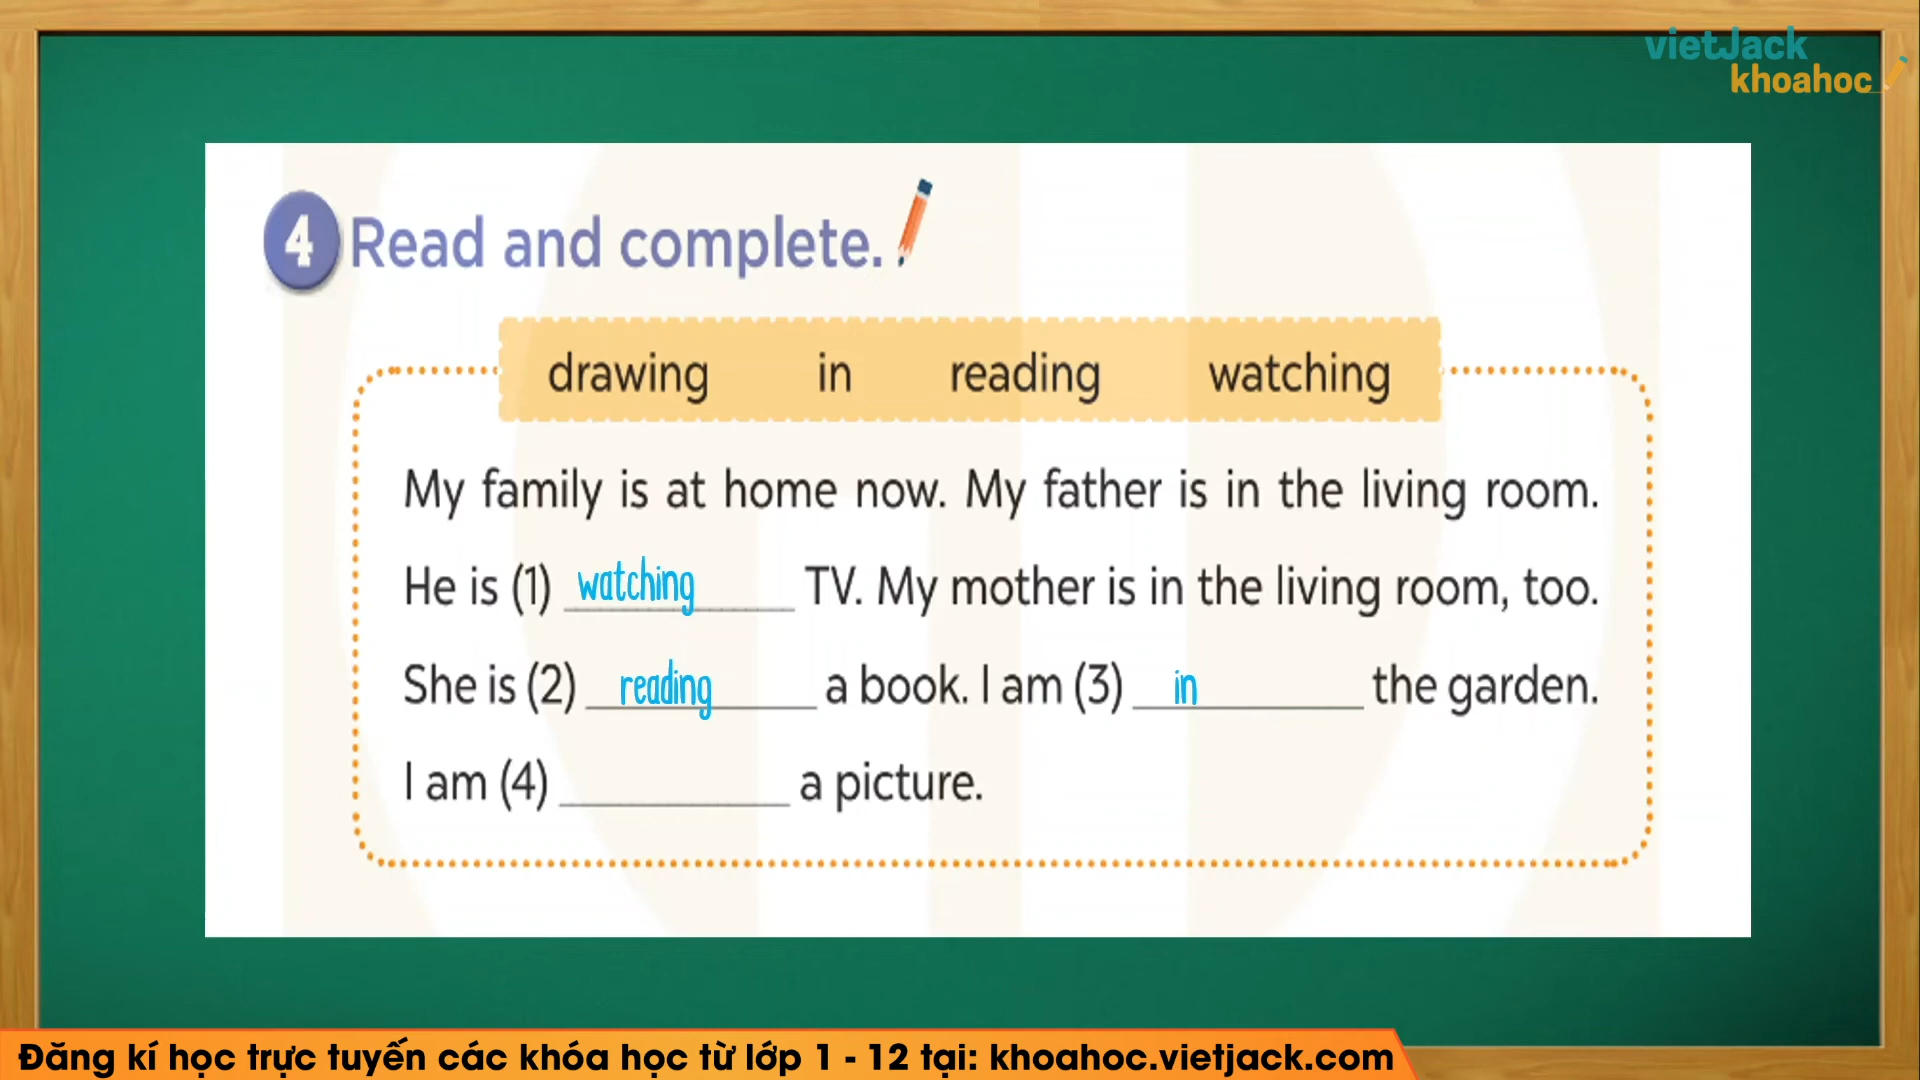 vietJack
khoahoc
4 Read and complete.
drawing in reading watching
My family is at home now. My father is in the living room.
He is (1) watching TV. My mother is in the living room, too.
She is (2) reading a book. I am (3) in the garden.
I am (4) __________ a picture.
Đăng kí học trực tuyến các khóa học từ lớp 1 - 12 tại: khoahoc.vietjack.com